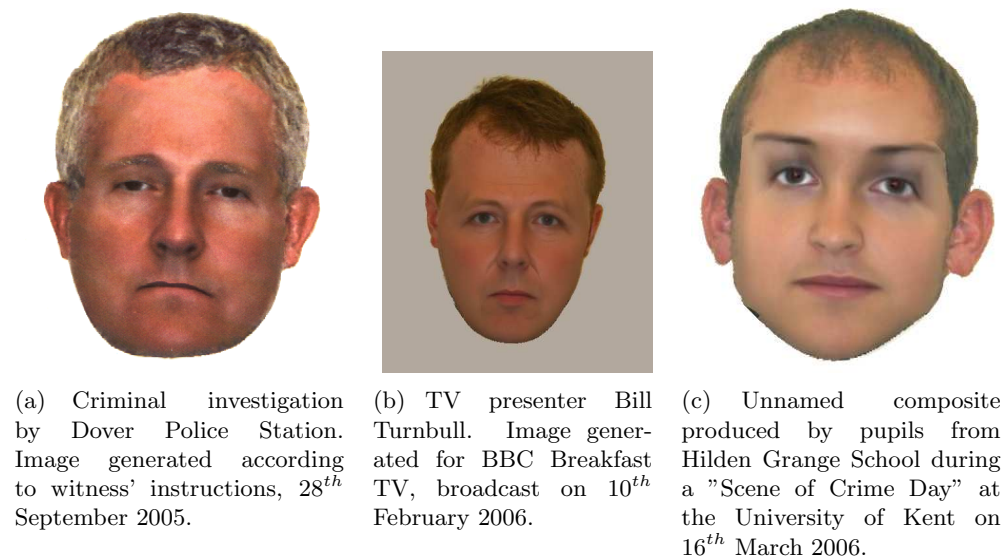 (a) Criminal investigation
by Dover Police Station.
Image generated according
to witness' instructions, 28th
September 2005.
(b) TV presenter Bill
Turnbull. Image gener-
ated for BBC Breakfast
TV, broadcast on 10th
February 2006.
(c) Unnamed composite
produced by pupils from
Hilden Grange School during
a "Scene of Crime Day" at
the University of Kent on
16th March 2006.